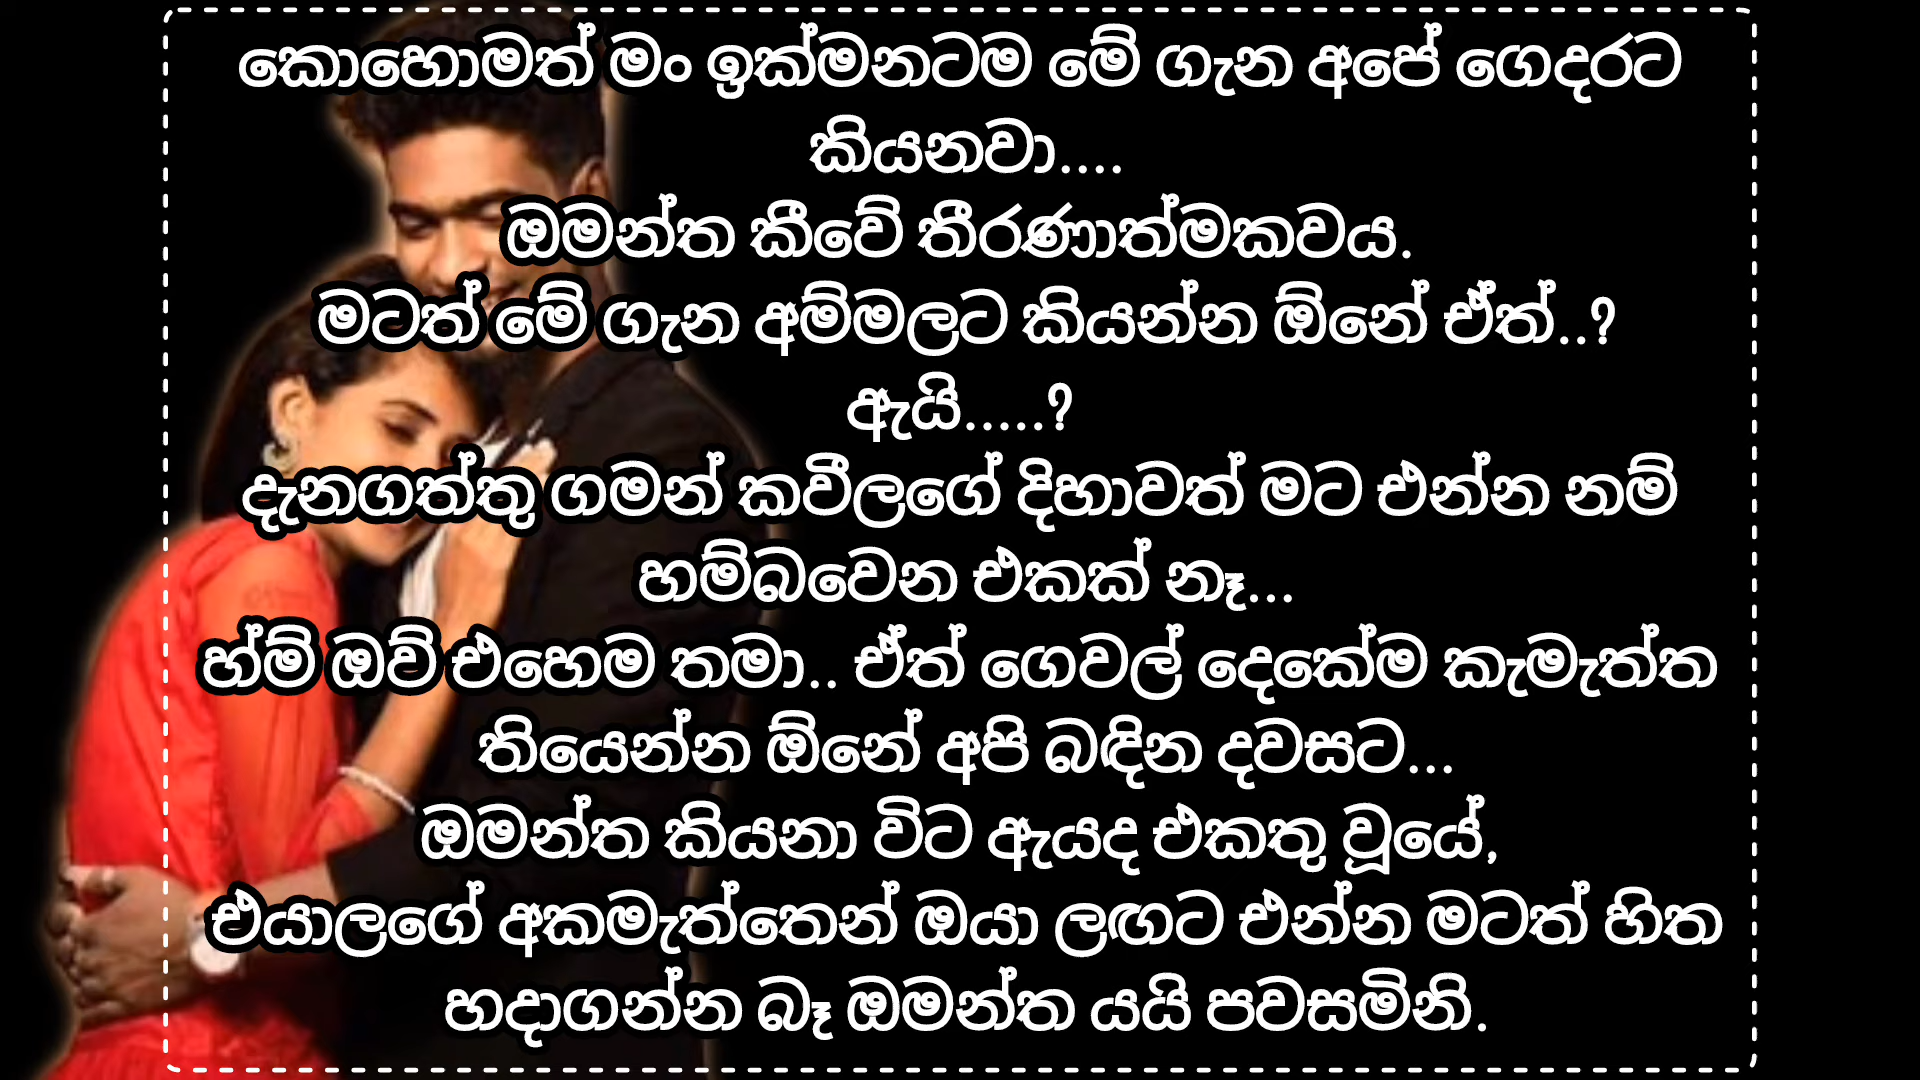 කොහොමත් මං ඉක්මනටම මේ ගැන අපේ ගෙදරට
කියනවා....
ඔමන්ත කීවේ තීරණාත්මකවය.
මටත් මේ ගැන අම්මලට කියන්න ඕනේ ඒත්..?
ඇයි.....?
දැනගත්තු ගමන් කවීලගේ දිහාවත් මට එන්න නම්
හම්බවෙන එකක් නෑ...
හ්ම් ඔව් එහෙම තමා.. ඒත් ගෙවල් දෙකේම කැමැත්ත
තියෙන්න ඕනේ අපි බඳින දවසට...
ඔමන්ත කියනා විට ඇයද එකතු වූයේ,
එයාලගේ අකමැත්තෙන් ඔයා ලඟට එන්න මටත් හිත
හදාගන්න බෑ ඔමන්ත යයි පවසමිනි.